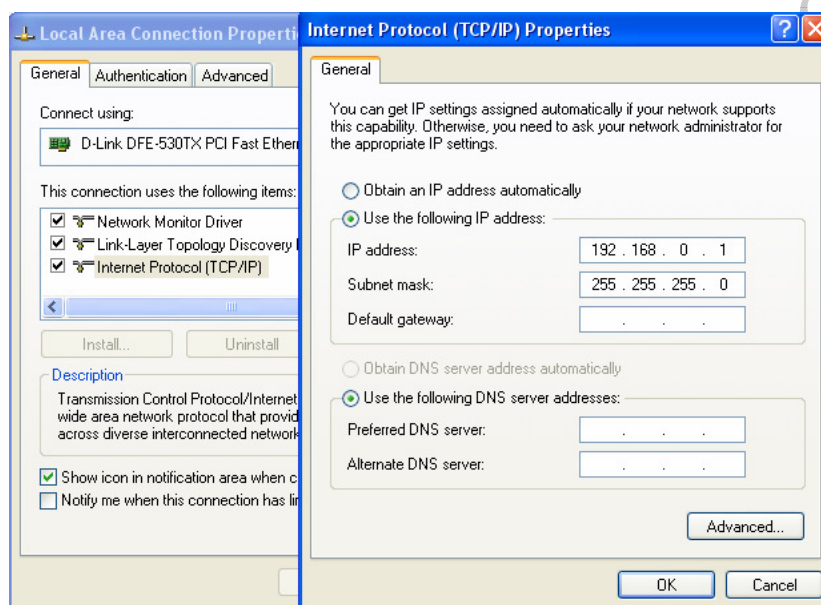 Local Area Connection Properti
General
Authentication
Advanced
Connect using:
D-Link DFE-530TX PCI Fast Ether
This connection uses the following items:
Network Monitor Driver
Link-Layer Topology Discovery
Internet Protocol (TCP/IP)
Install...
Uninstall
Description
Transmission Control Protocol/Internet
wide area network protocol that provid
across diverse interconnected network
Show icon in notification area when c
Notify me when this connection has lin
Internet Protocol (TCP/IP) Properties
General
You can get IP settings assigned automatically if your network supports
this capability. Otherwise, you need to ask your network administrator for
the appropriate IP settings.
Obtain an IP address automatically
Use the following IP address:
IP address:
192 . 168 . 0 . 1
Subnet mask:
255 . 255 . 255 . 0
Default gateway:
. . .
Obtain DNS server address automatically
Use the following DNS server addresses:
Preferred DNS server:
. . .
Alternate DNS server:
. . .
Advanced...
OK
Cancel